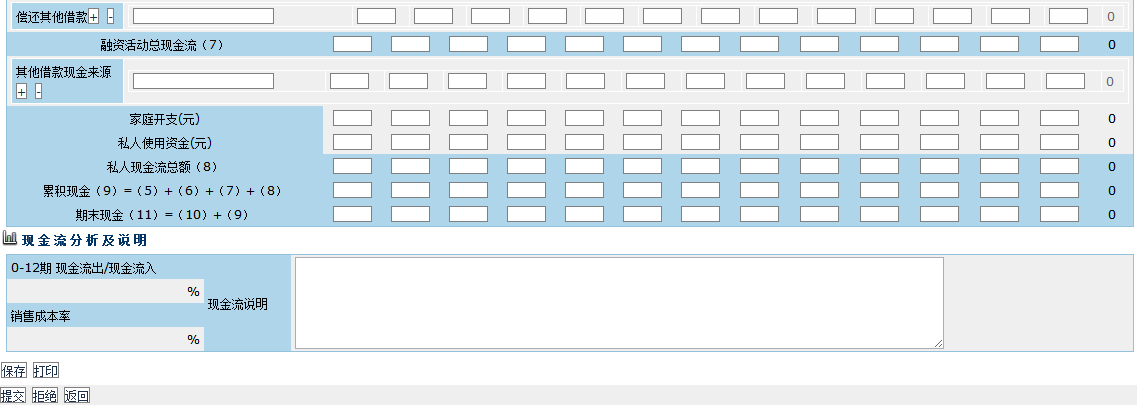 偿还其他借款+ - 0
融资活动总现金流（7） 0
其他借款现金来源
+ - 0
家庭开支(元) 0
私人使用资金(元) 0
私人现金流总额（8） 0
累积现金（9）=（5）+（6）+（7）+（8） 0
期末现金（11）=（10）+（9） 0
现金流分析及说明
0-12期 现金流出/现金流入
%
现金流说明
销售成本率
%
保存 打印
提交 拒绝 返回